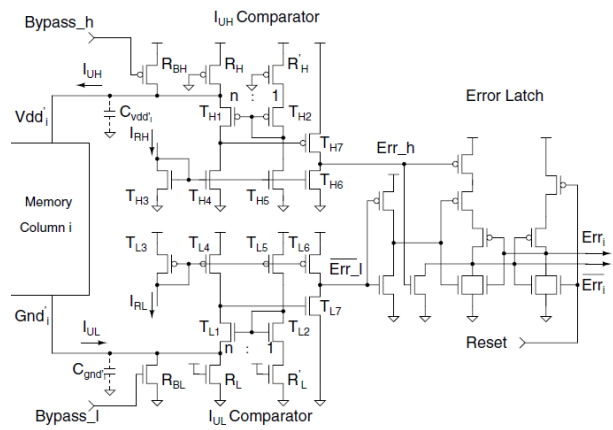 Bypass_h
I_UH Comparator
I_UH
R_BH
R_H
R'_H
n : 1
Vdd'_i
C_vdd'_i
T_H1
T_H2
Error Latch
I_RH
T_H7
Err_h
T_H3
T_H4
T_H5
T_H6
Memory
Column i
T_L3
T_L4
T_L5
T_L6
Err_l
Err_i
Err_i
I_RL
T_L7
Gnd'_i
I_UL
T_L1
T_L2
n : 1
Reset
C_gnd'_i
R_BL
R_L
R'_L
Bypass_l
I_UL Comparator